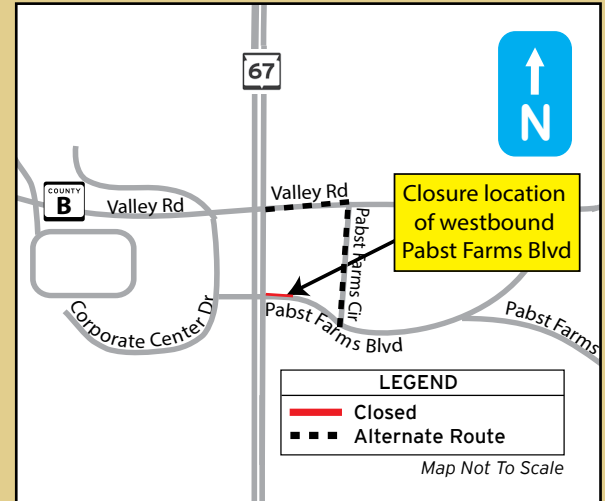 67
N
COUNTY
B
Valley Rd
Valley Rd
Closure location
of westbound
Pabst Farms Blvd
Pabst Farms Cir
Corporate Center Dr
Pabst Farms Blvd
Pabst Farms
LEGEND
Closed
Alternate Route
Map Not To Scale